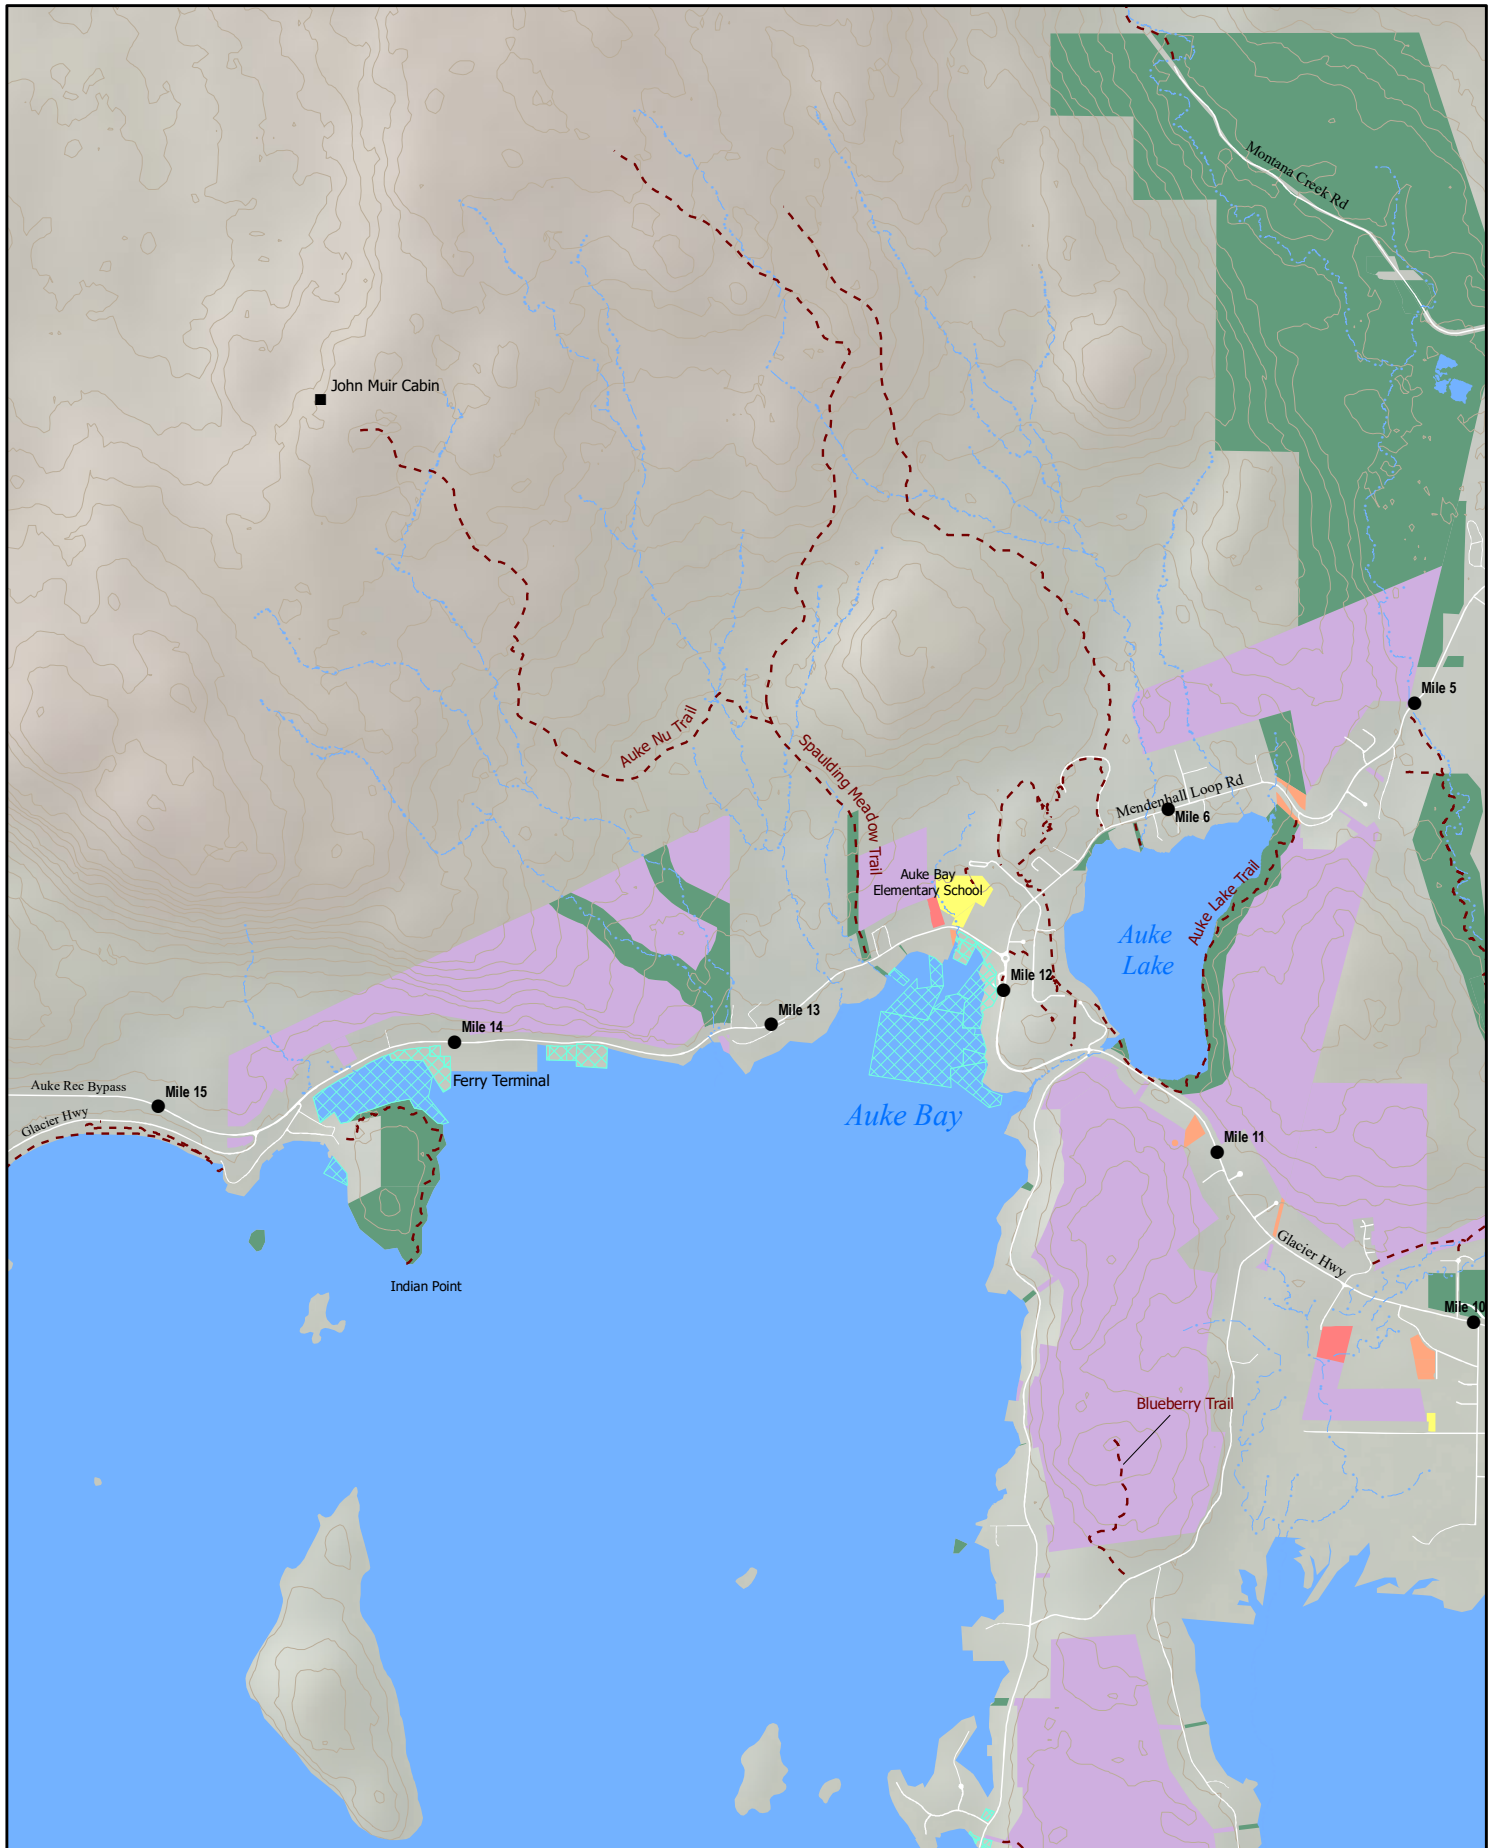 Montana Creek Rd
John Muir Cabin
Mile 5
Auke Nu Trail
Spaulding Meadow Trail
Mendenhall Loop Rd
Mile 6
Auke Bay
Elementary School
Auke Lake Trail
Auke
Lake
Mile 12
Mile 13
Mile 14
Ferry Terminal
Auke Rec Bypass
Mile 15
Glacier Hwy
Auke Bay
Mile 11
Glacier Hwy
Indian Point
Mile 10
Blueberry Trail